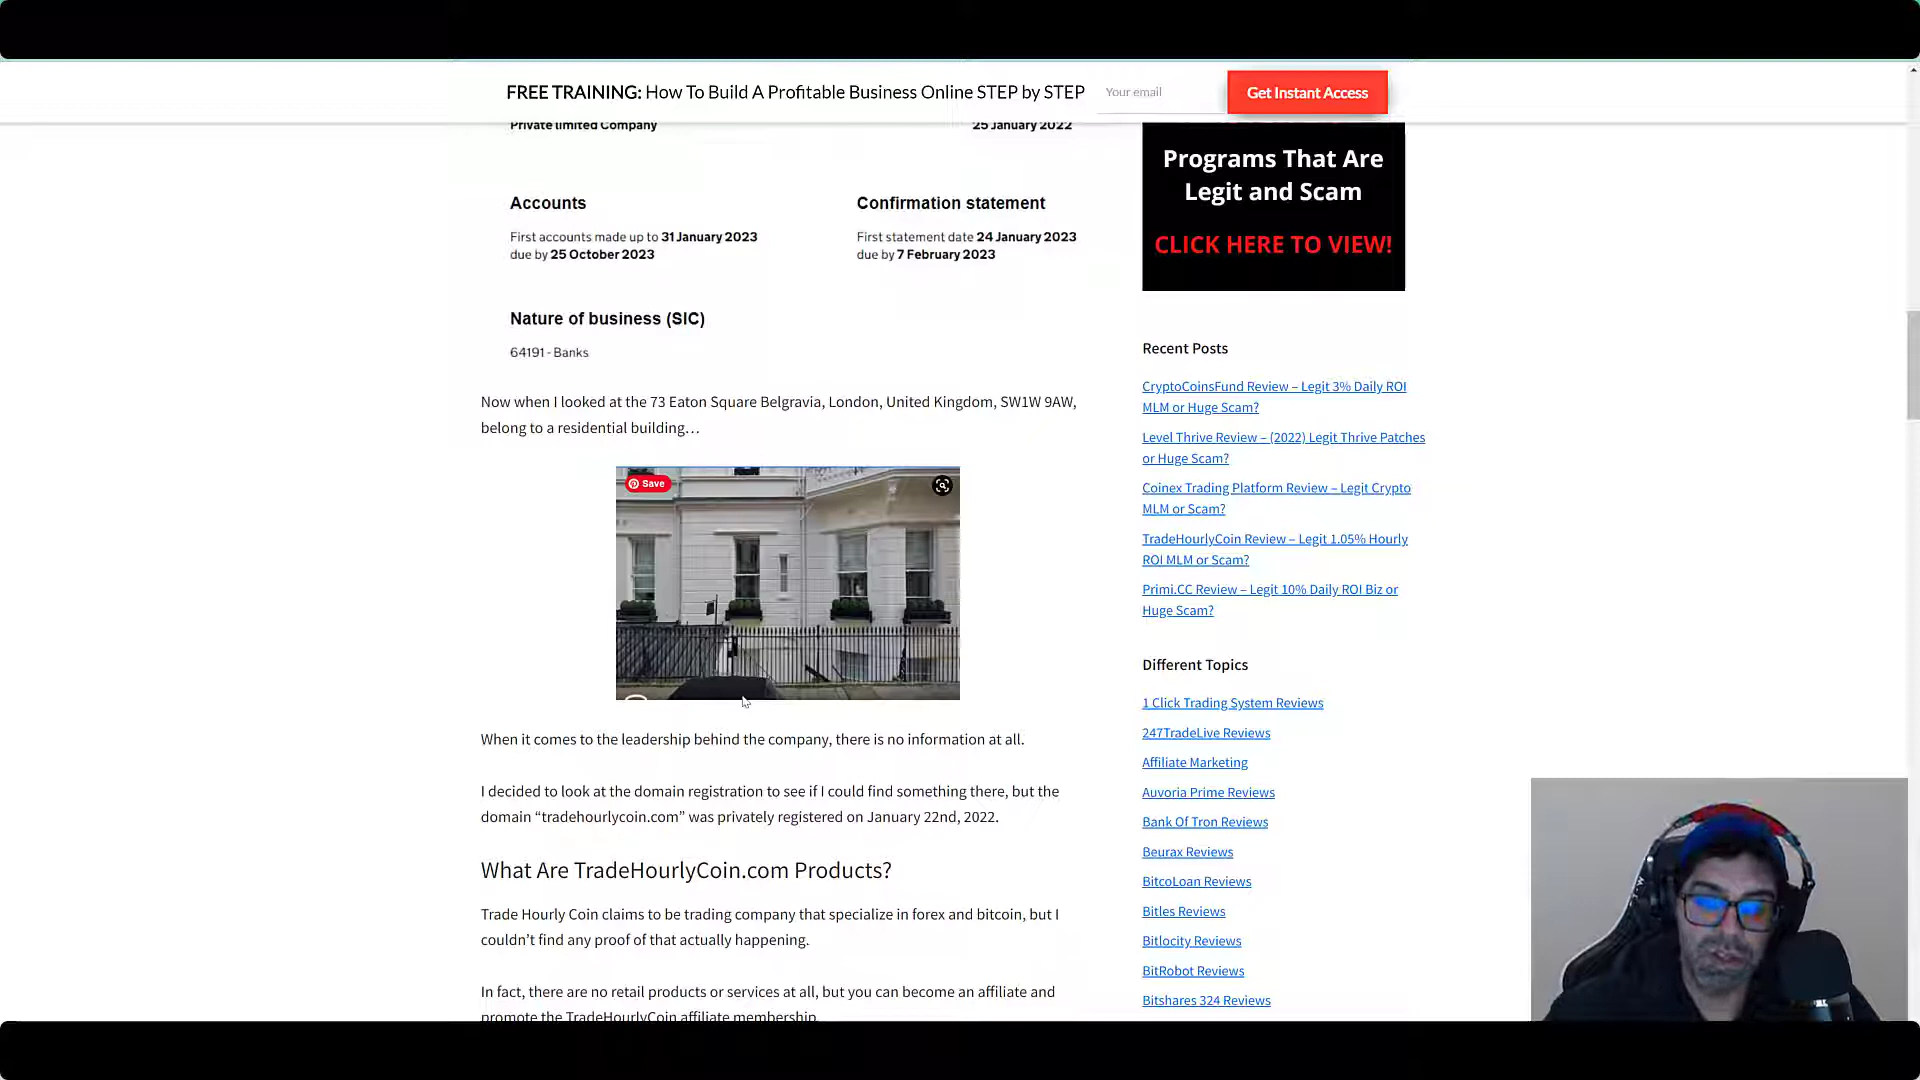 FREE TRAINING: How To Build A Profitable Business Online STEP by STEP
Your email
Get Instant Access
Private limited Company
25 January 2022
Accounts
First accounts made up to 31 January 2023
due by 25 October 2023
Confirmation statement
First statement date 24 January 2023
due by 7 February 2023
Nature of business (SIC)
64191 - Banks
Now when I looked at the 73 Eaton Square Belgravia, London, United Kingdom, SW1W 9AW,
belong to a residential building…
Save
When it comes to the leadership behind the company, there is no information at all.
I decided to look at the domain registration to see if I could find something there, but the
domain “tradehourlycoin.com” was privately registered on January 22nd, 2022.
What Are TradeHourlyCoin.com Products?
Trade Hourly Coin claims to be trading company that specialize in forex and bitcoin, but I
couldn’t find any proof of that actually happening.
In fact, there are no retail products or services at all, but you can become an affiliate and
promote the TradeHourlyCoin affiliate membership.
Programs That Are
Legit and Scam
CLICK HERE TO VIEW!
Recent Posts
CryptoCoinsFund Review – Legit 3% Daily ROI
MLM or Huge Scam?
Level Thrive Review – (2022) Legit Thrive Patches
or Huge Scam?
Coinex Trading Platform Review – Legit Crypto
MLM or Scam?
TradeHourlyCoin Review – Legit 1.05% Hourly
ROI MLM or Scam?
Primi.CC Review – Legit 10% Daily ROI Biz or
Huge Scam?
Different Topics
1 Click Trading System Reviews
247TradeLive Reviews
Affiliate Marketing
Auvoria Prime Reviews
Bank Of Tron Reviews
Beurax Reviews
BitcoLoan Reviews
Bitles Reviews
Bitlocity Reviews
BitRobot Reviews
Bitshares 324 Reviews